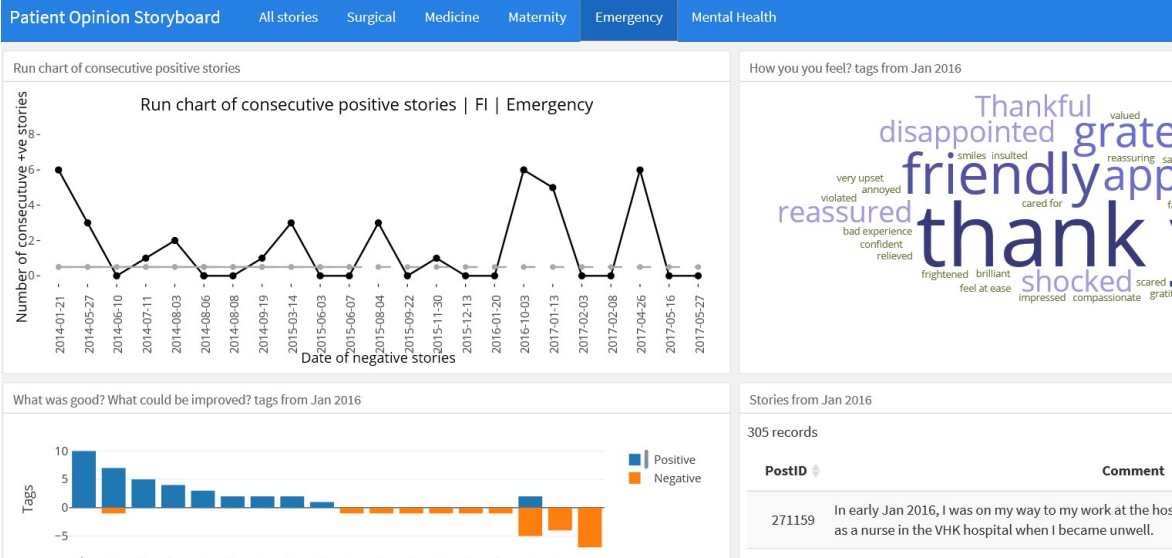 Patient Opinion Storyboard All stories Surgical Medicine Maternity Emergency Mental Health
Run chart of consecutive positive stories
Run chart of consecutive positive stories | FI | Emergency
Number of consecutuve +ve stories
8
6
4
2
0
2014-01-21
2014-05-27
2014-06-10
2014-07-11
2014-08-03
2014-08-06
2014-08-08
2014-09-19
2015-03-14
2015-06-03
2015-06-07
2015-08-04
2015-09-22
2015-11-30
2015-12-13
2016-01-20
2016-10-03
2017-01-13
2017-02-03
2017-02-08
2017-04-26
2017-05-16
2017-05-27
Date of negative stories
How you you feel? tags from Jan 2016
Thankful
valued
disappointed grate
smiles insulted
reassuring sa
very upset
friendly app
annoyed
violated
cared for
reassured
thank
bad experience
confident
relieved
frightened brilliant
shocked scared
feel at ease
impressed compassionate grati
What was good? What could be improved? tags from Jan 2016
Tags
10
5
0
−5
Positive
Negative
Stories from Jan 2016
305 records
PostID Comment
271159 In early Jan 2016, I was on my way to my work at the hos
as a nurse in the VHK hospital when I became unwell.